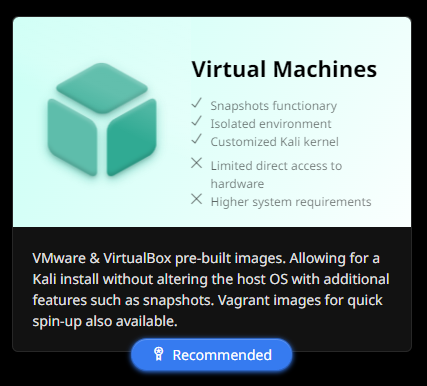 Virtual Machines
Snapshots functionary
Isolated environment
Customized Kali kernel
Limited direct access to
hardware
Higher system requirements
VMware & VirtualBox pre-built images. Allowing for a
Kali install without altering the host OS with additional
features such as snapshots. Vagrant images for quick
spin-up also available.
Recommended